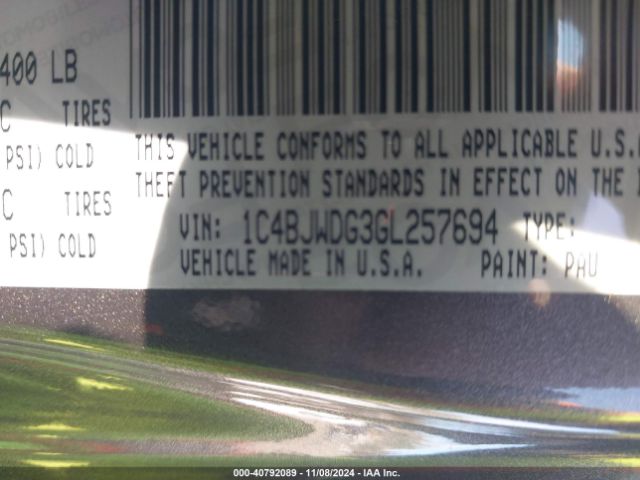 400 LB
C TIRES
PSI) COLD
C TIRES
PSI) COLD
THIS VEHICLE CONFORMS TO ALL APPLICABLE U.S.
THEFT PREVENTION STANDARDS IN EFFECT ON THE
VIN: 1C4BJWDG3GL257694 TYPE:
VEHICLE MADE IN U.S.A. PAINT: PAU
000-40792089 - 11/08/2024 - IAA Inc.